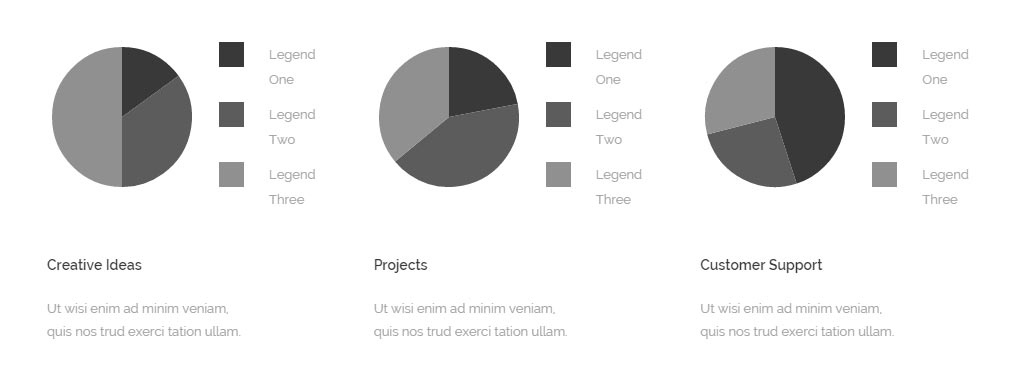 Legend
One
Legend
Two
Legend
Three
Creative Ideas
Ut wisi enim ad minim veniam,
quis nos trud exerci tation ullam.
Legend
One
Legend
Two
Legend
Three
Projects
Ut wisi enim ad minim veniam,
quis nos trud exerci tation ullam.
Legend
One
Legend
Two
Legend
Three
Customer Support
Ut wisi enim ad minim veniam,
quis nos trud exerci tation ullam.